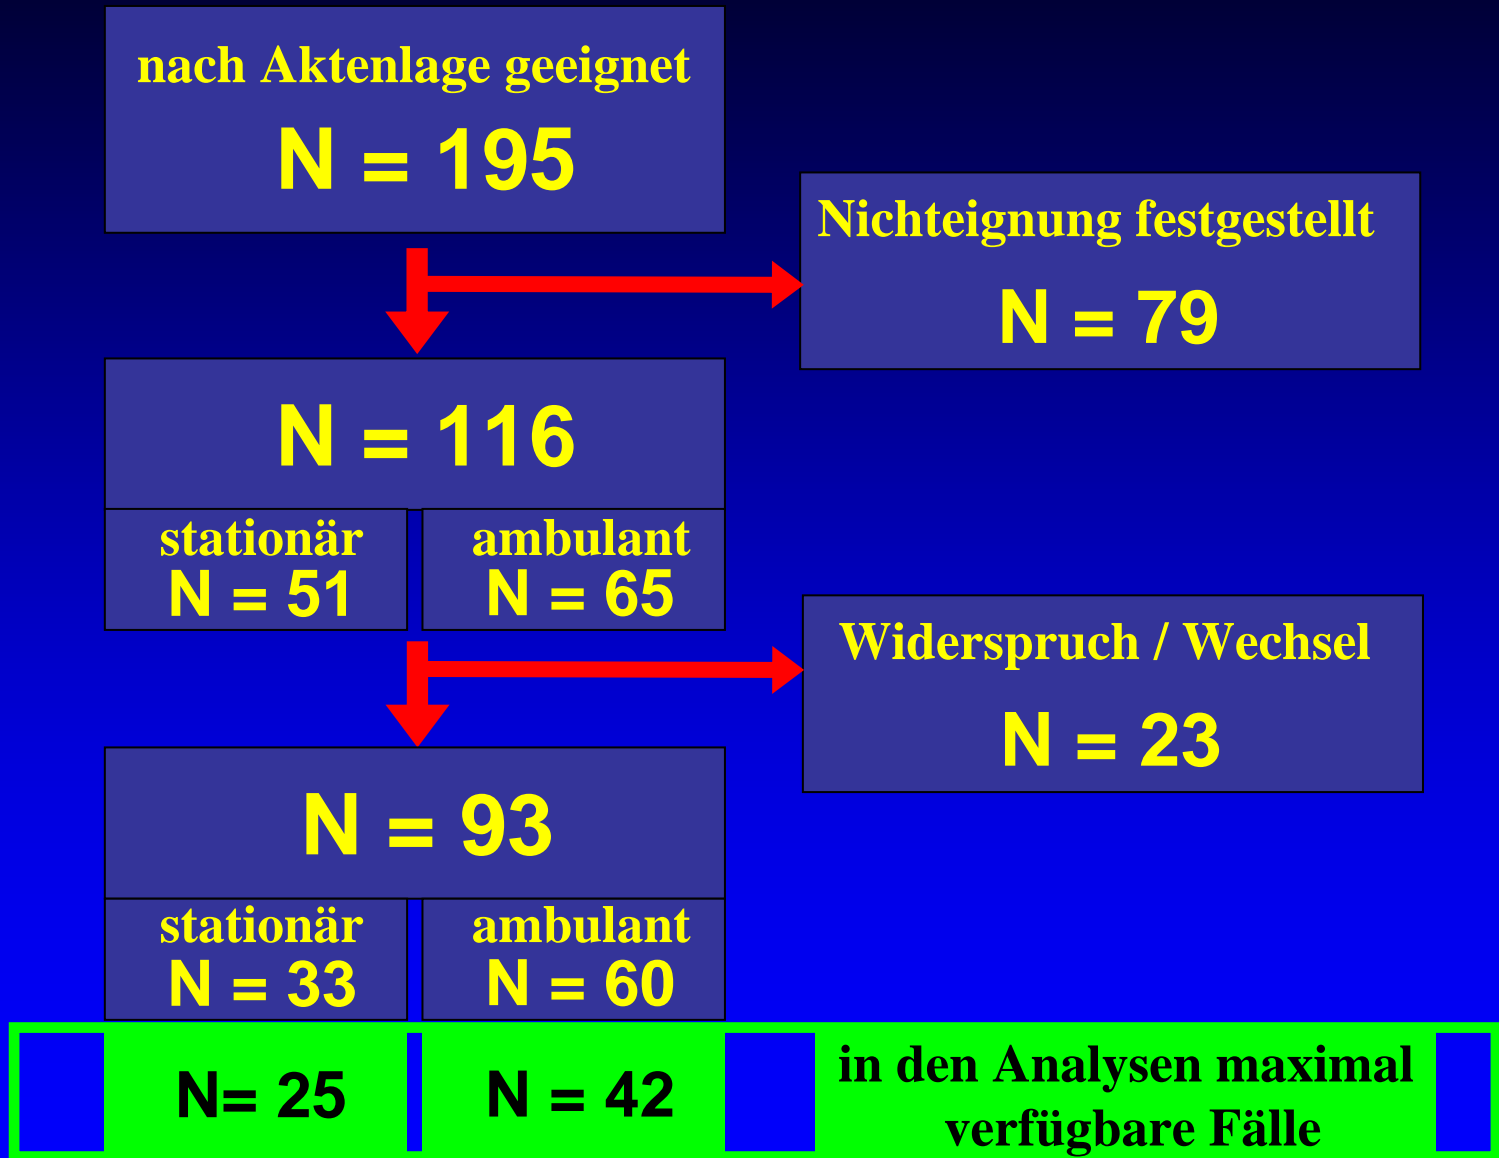 nach Aktenlage geeignet
N = 195
Nichteignung festgestellt
N = 79
N = 116
stationär
N = 51
ambulant
N = 65
Widerspruch / Wechsel
N = 23
N = 93
stationär
N = 33
ambulant
N = 60
N= 25
N = 42
in den Analysen maximal
verfügbare Fälle